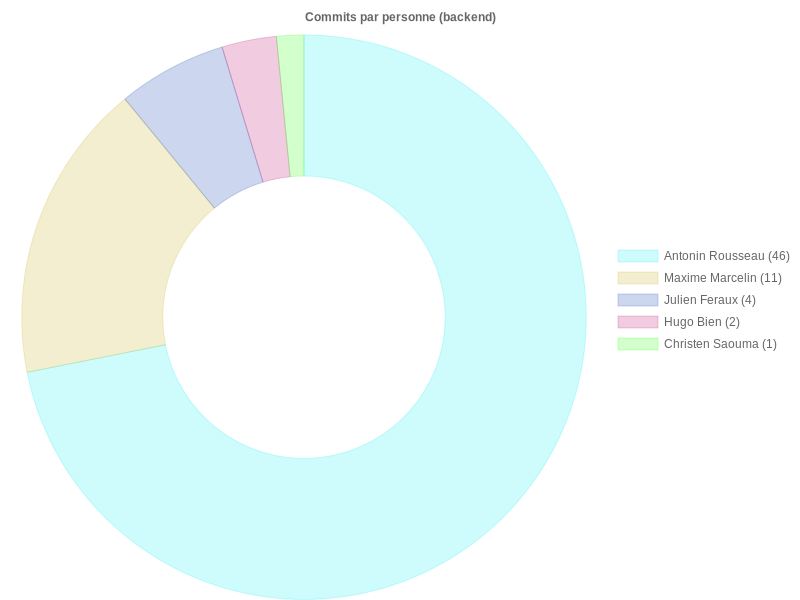 Commits par personne (backend)
Antonin Rousseau (46)
Maxime Marcelin (11)
Julien Feraux (4)
Hugo Bien (2)
Christen Saouma (1)